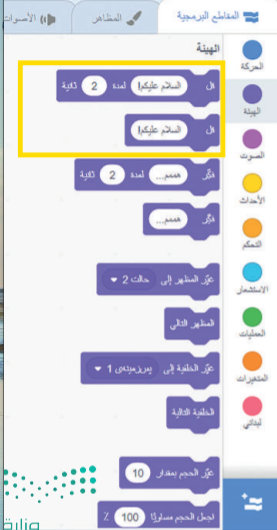 المقاطع البرمجية
المظاهر
الأصوات
الهيئة
الحركة
الهيئة
الصوت
الأحداث
التحكم
الاستشعار
العمليات
المتغيرات
لبناتي
قل السلام عليكم! لمدة 2 ثانية
قل السلام عليكم!
فكّر هممم... لمدة 2 ثانية
فكّر هممم...
غيّر المظهر إلى حالت 2
المظهر التالي
غيّر الخلفية إلى 1
الخلفية التالية
غيّر الحجم بمقدار 10
اجعل الحجم مساويًا 100 %
وزارة